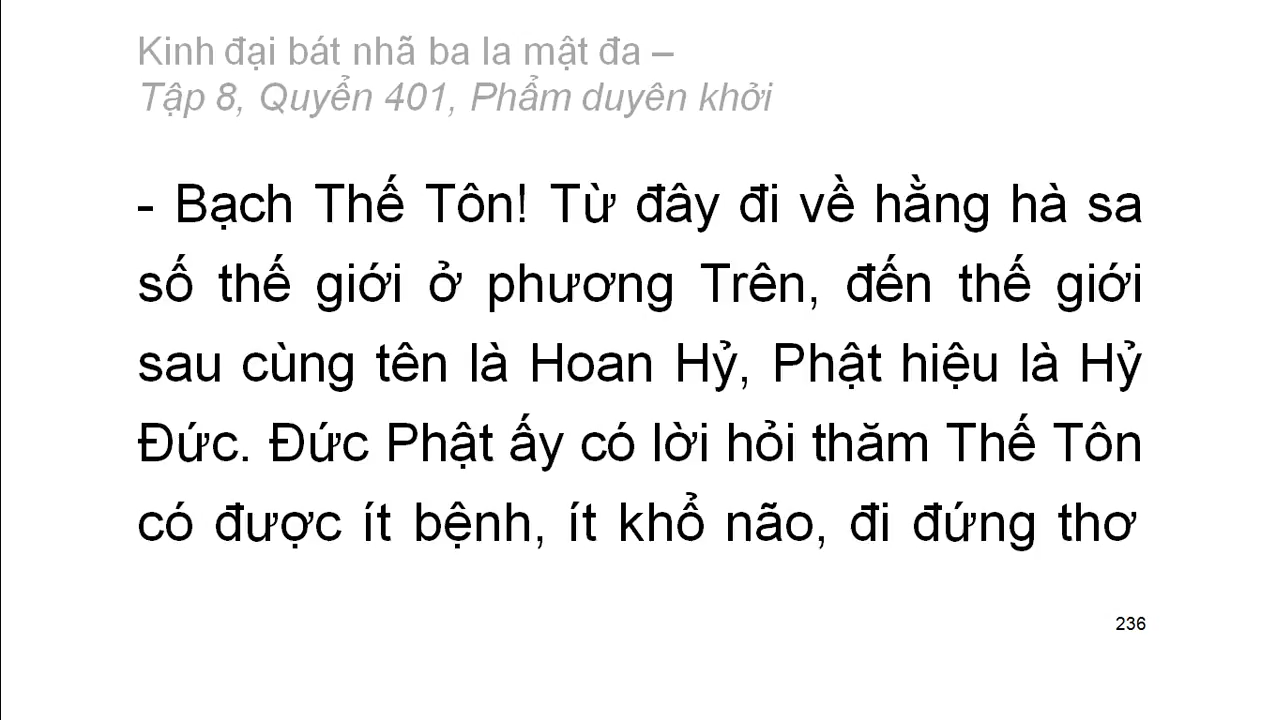 Kinh đại bát nhã ba la mật đa –
Tập 8, Quyển 401, Phẩm duyên khởi
- Bạch Thế Tôn! Từ đây đi về hằng hà sa
số thế giới ở phương Trên, đến thế giới
sau cùng tên là Hoan Hỷ, Phật hiệu là Hỷ
Đức. Đức Phật ấy có lời hỏi thăm Thế Tôn
có được ít bệnh, ít khổ não, đi đứng thơ
236